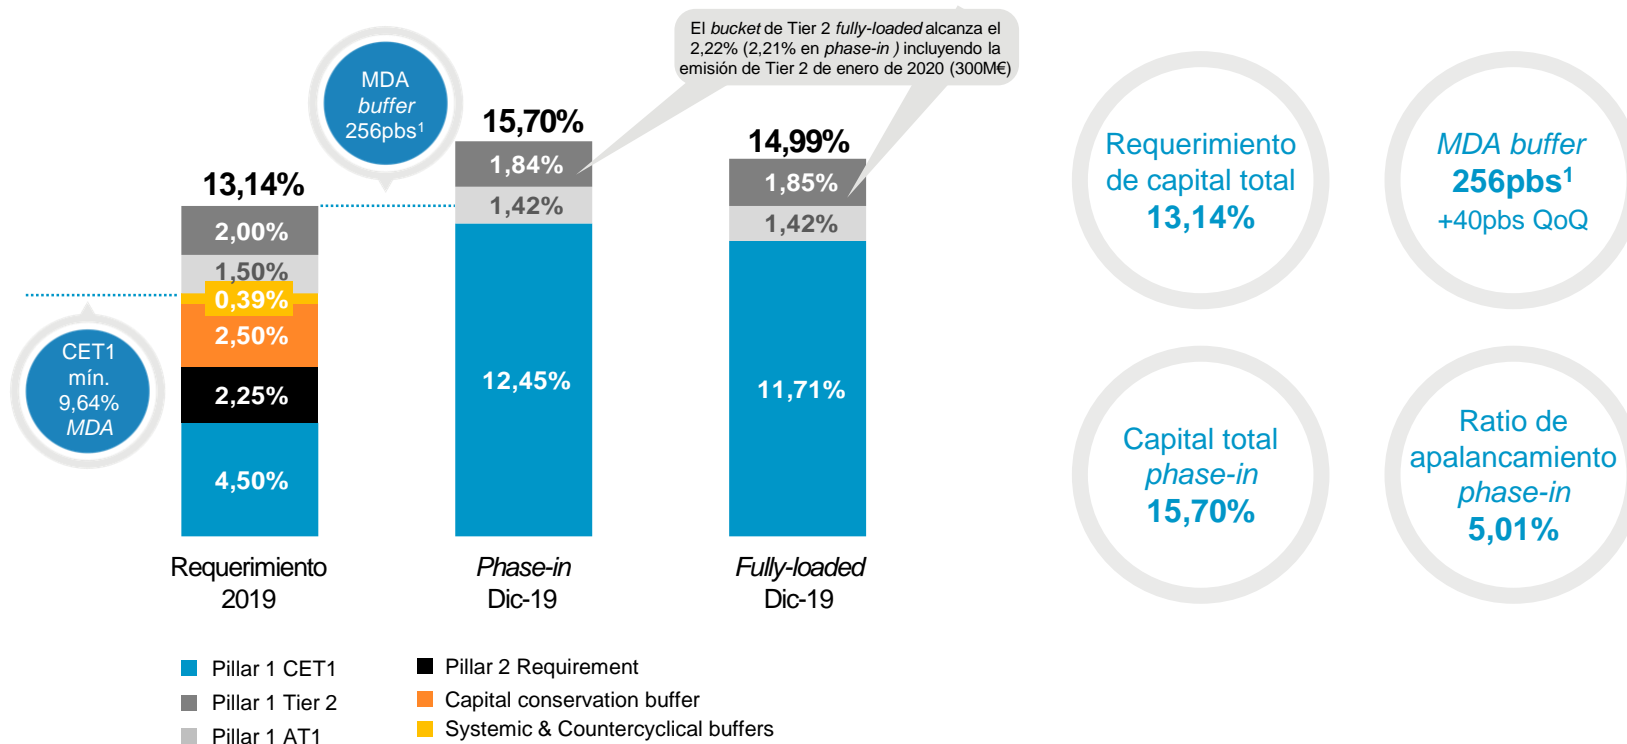 El bucket de Tier 2 fully-loaded alcanza el
2,22% (2,21% en phase-in ) incluyendo la
emisión de Tier 2 de enero de 2020 (300M€)
MDA
buffer
256pbs¹
15,70%
14,99%
13,14%
1,84%
1,85%
1,42%
1,42%
2,00%
1,50%
0,39%
2,50%
2,25%
4,50%
12,45%
11,71%
CET1
mín.
9,64%
MDA
Requerimiento
2019
Phase-in
Dic-19
Fully-loaded
Dic-19
Pillar 1 CET1
Pillar 1 Tier 2
Pillar 1 AT1
Pillar 2 Requirement
Capital conservation buffer
Systemic & Countercyclical buffers
Requerimiento
de capital total
13,14%
MDA buffer
256pbs¹
+40pbs QoQ
Capital total
phase-in
15,70%
Ratio de
apalancamiento
phase-in
5,01%